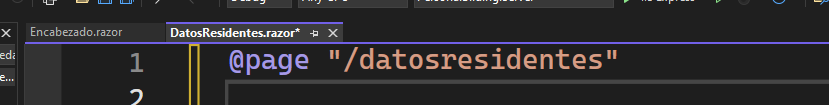 Encabezado.razor
DatosResidentes.razor*
1 @page "/datosresidentes"
2